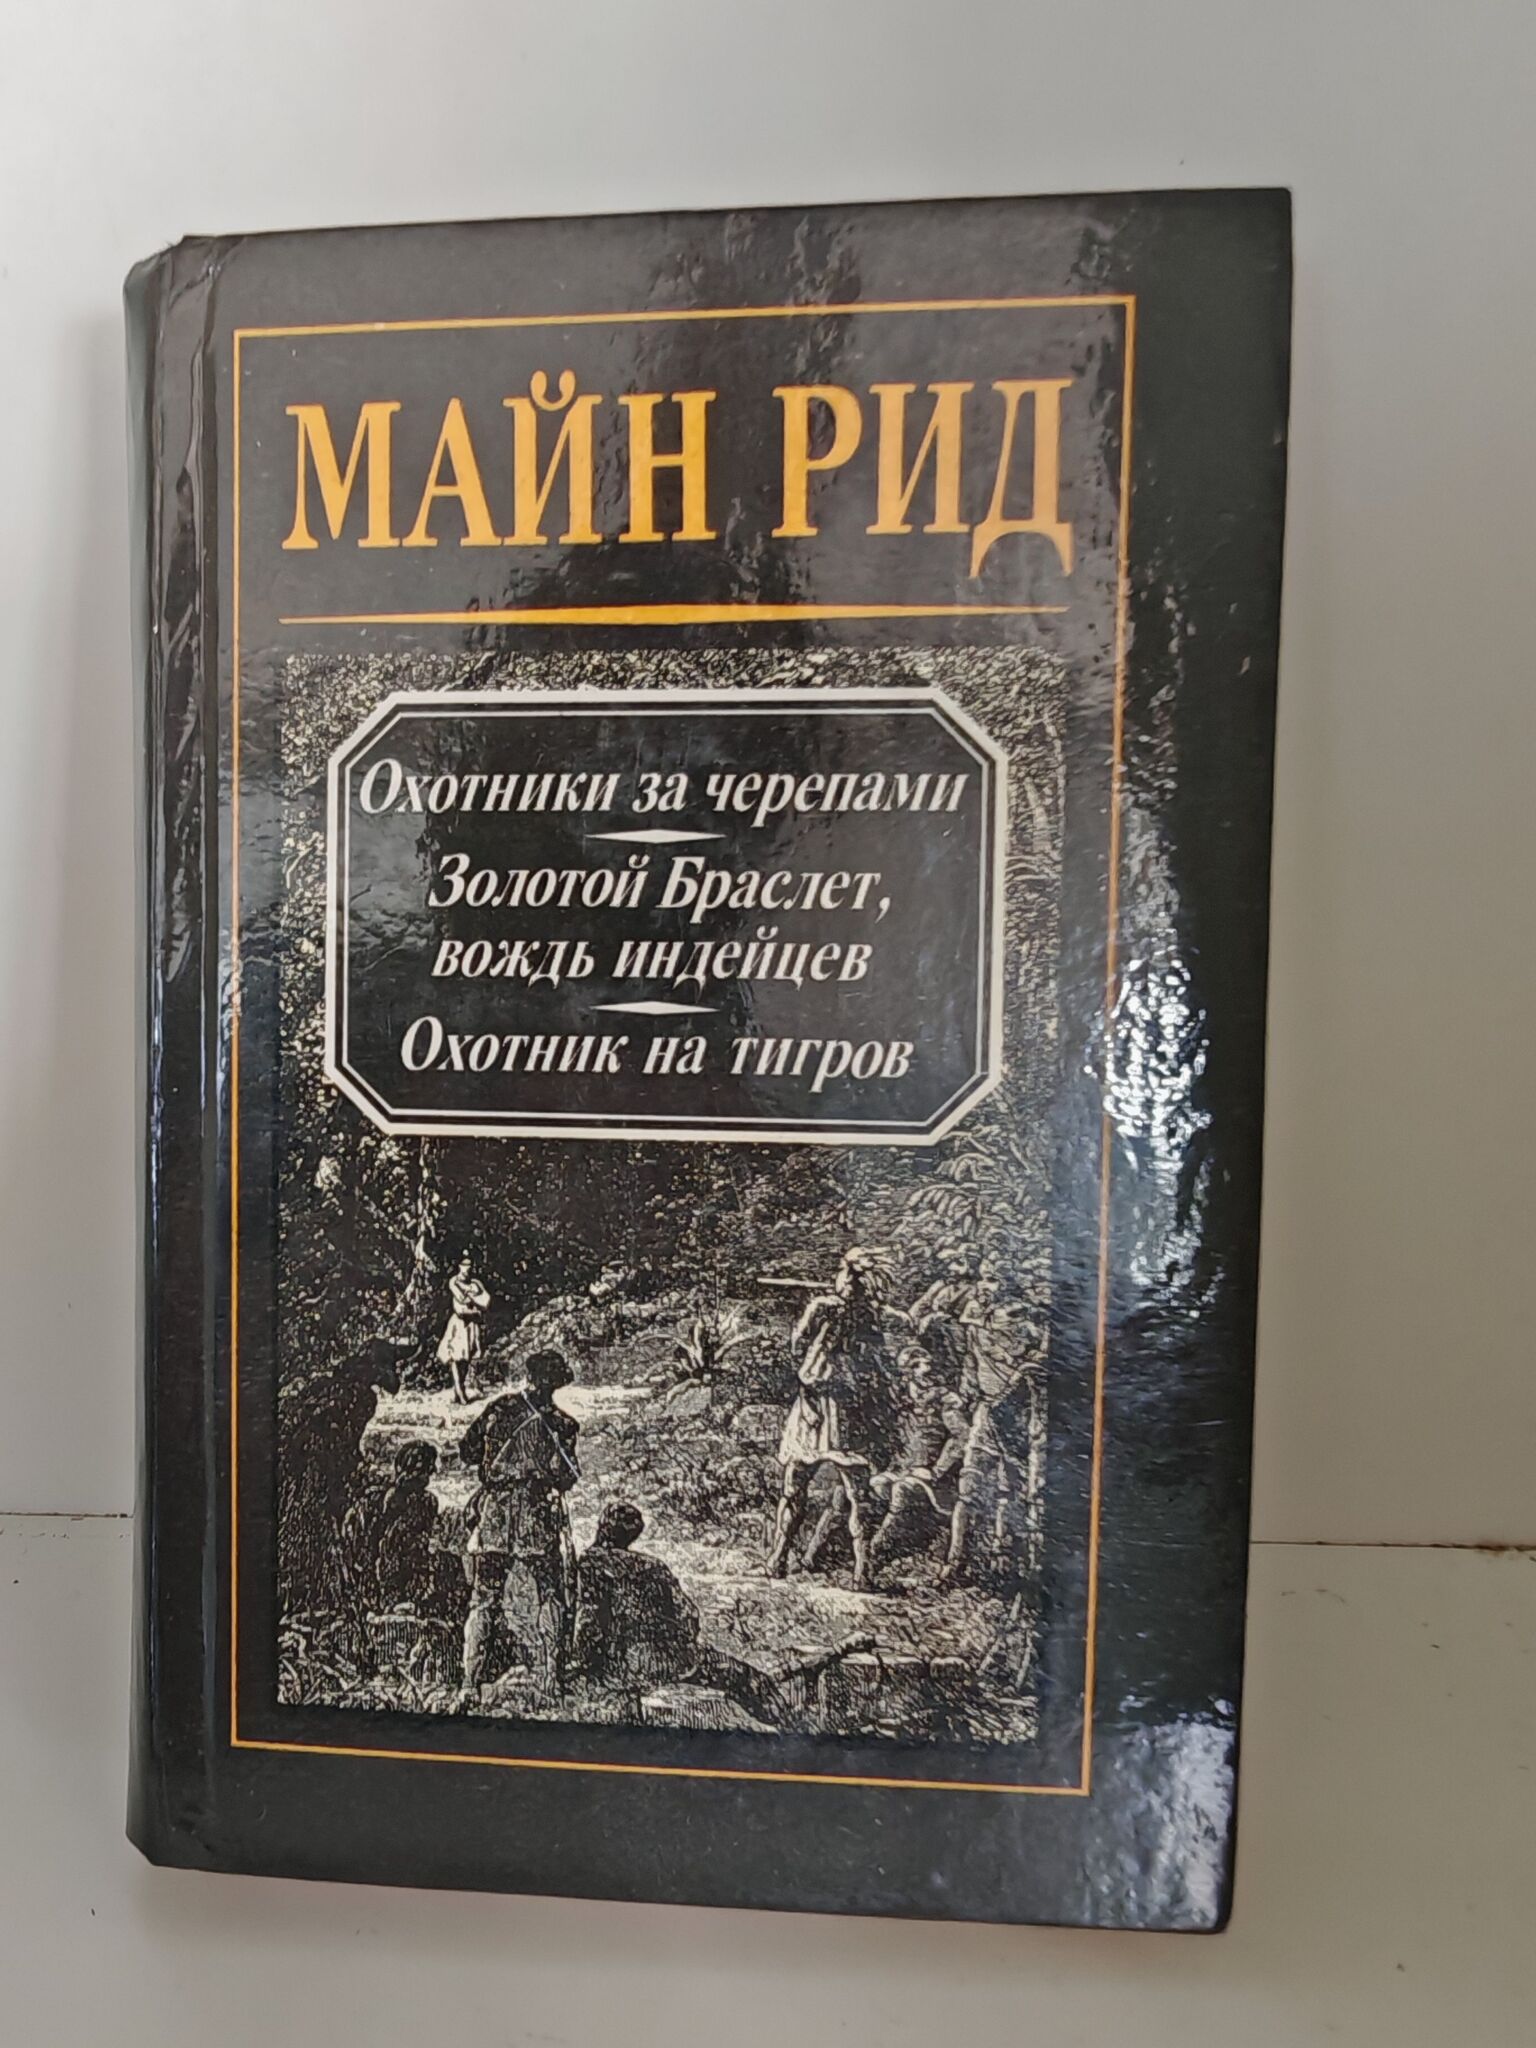 МАЙН РИД
Охотники за черепами
Золотой Браслет,
вождь индейцев
Охотник на тигров